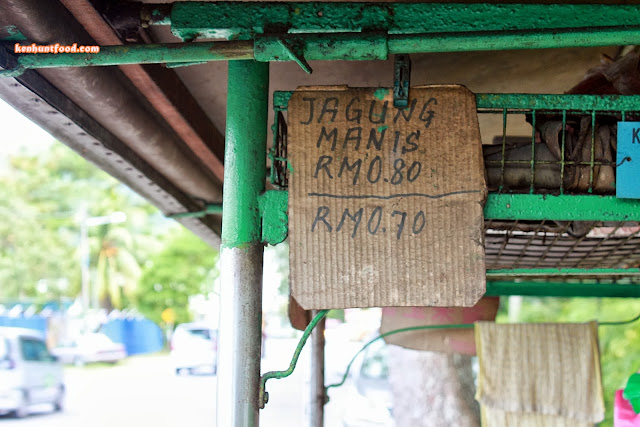 kenhuntfood.com
JAGUNG
MANIS
RM0.80
RM0.70
K